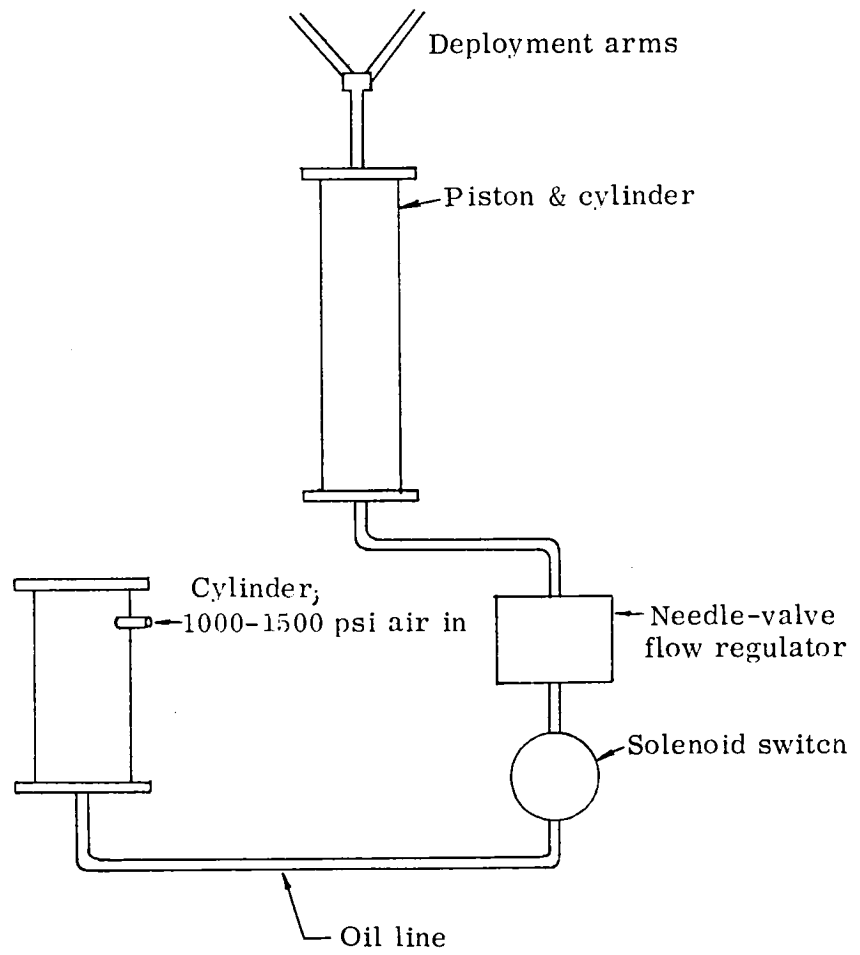 Deployment arms
Piston & cylinder
Cylinder;
1000-1500 psi air in
Needle-valve
flow regulator
Solenoid switch
Oil line